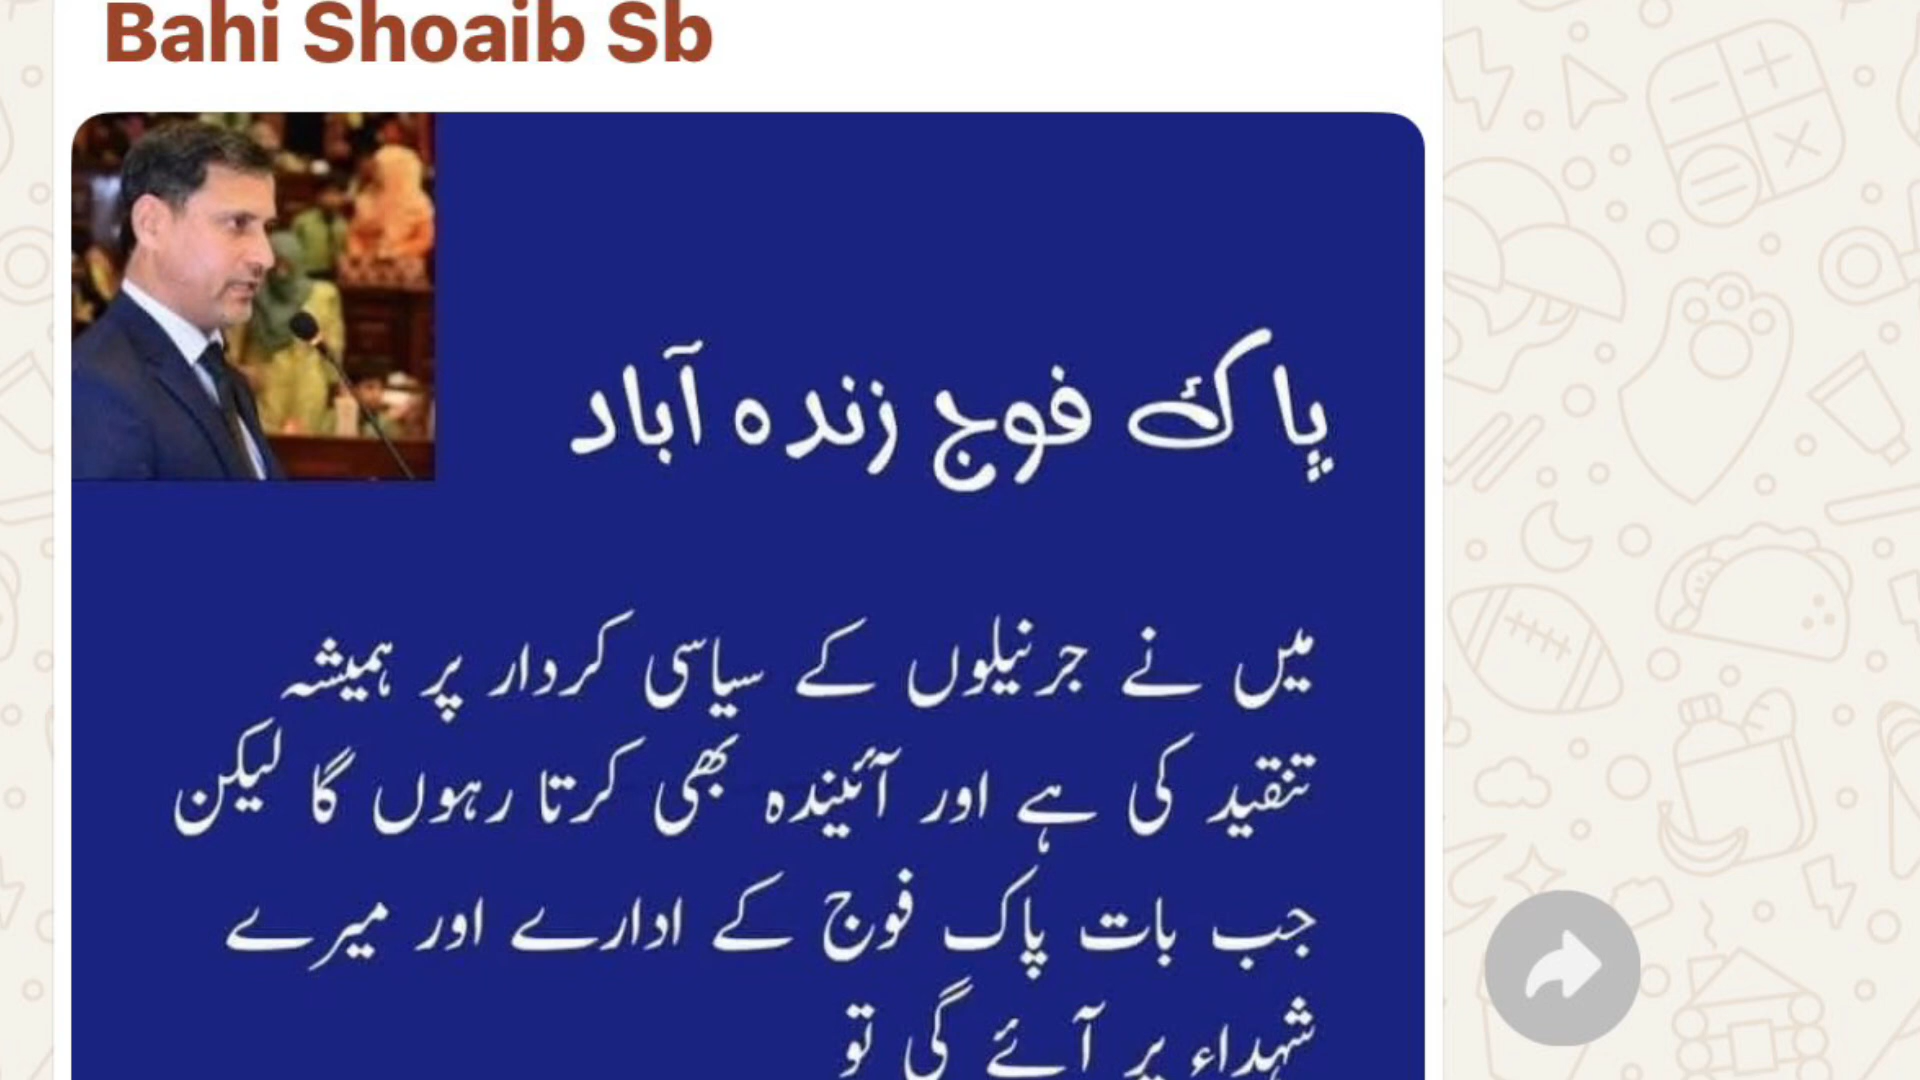 Bahi Shoaib Sb
پاک فوج زندہ آباد
میں نے جرنیلوں کے سیاسی کردار پر ہمیشہ
تنقید کی ہے اور آئیندہ بھی کرتا رہوں گا لیکن
جب بات پاک فوج کے ادارے اور میرے
شہداء پر آئے گی تو